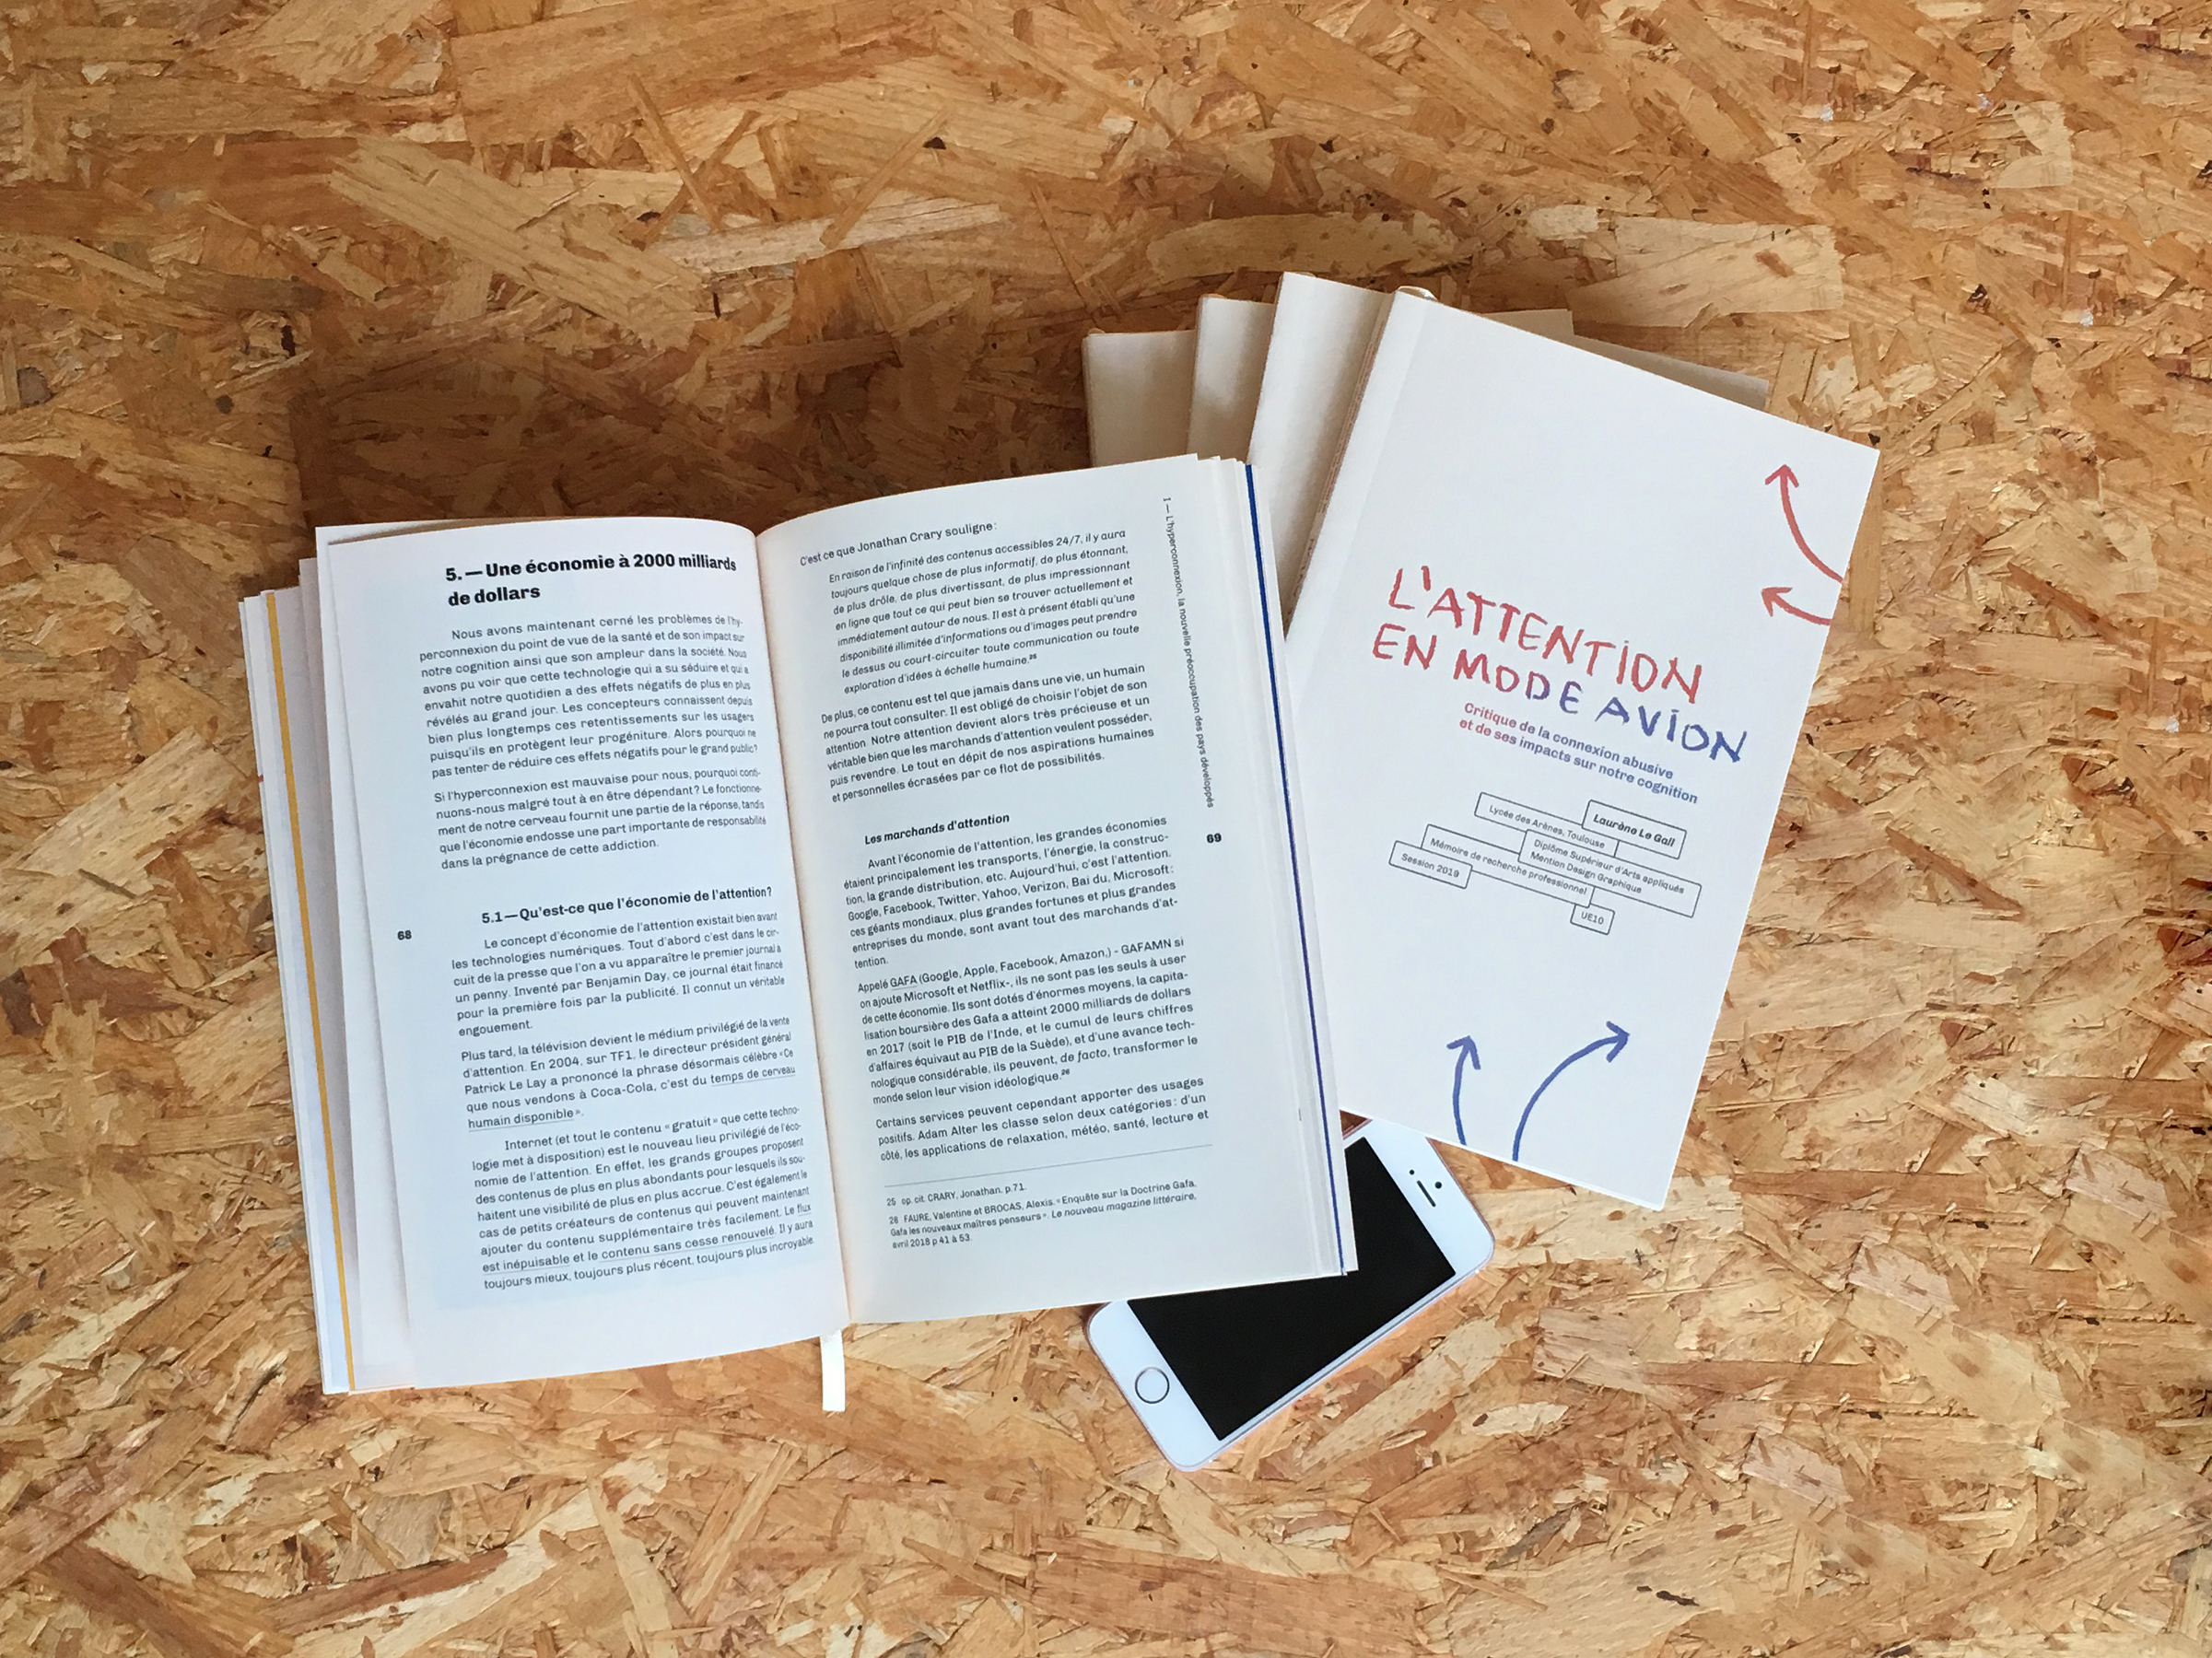 5. — Une économie à 2000 milliards
de dollars
Nous avons maintenant cerné les problèmes de l'hy-
perconnexion du point de vue de la santé et de son impact sur
notre cognition ainsi que son ampleur dans la société. Nous
avons pu voir que cette technologie qui a su séduire et qui a
envahit notre quotidien a des effets négatifs de plus en plus
révélés au grand jour. Les concepteurs connaissent depuis
bien plus longtemps ces retentissements sur les usagers
puisqu'ils en protègent leur progéniture. Alors pourquoi ne
pas tenter de réduire ces effets négatifs pour le grand public?
Si l'hyperconnexion est mauvaise pour nous, pourquoi conti-
nuons-nous malgré tout à en être dépendant? Le fonctionne-
ment de notre cerveau fournit une partie de la réponse, tandis
que l'économie endosse une part importante de responsabilité
dans la prégnance de cette addiction.
5.1 — Qu'est-ce que l'économie de l'attention?
Le concept d'économie de l'attention existait bien avant
les technologies numériques. Tout d'abord c'est dans le cir-
cuit de la presse que l'on a vu apparaître le premier journal à
un penny. Inventé par Benjamin Day, ce journal était financé
pour la première fois par la publicité. Il connut un véritable
engouement.
Plus tard, la télévision devient le médium privilégié de la vente
d'attention. En 2004, sur TF1, le directeur président général
Patrick Le Lay a prononcé la phrase désormais célèbre «Ce
que nous vendons à Coca-Cola, c'est du temps de cerveau
humain disponible».
Internet (et tout le contenu «gratuit» que cette techno-
logie met à disposition) est le nouveau lieu privilégié de l'éco-
nomie de l'attention. En effet, les grands groupes proposent
des contenus de plus en plus abondants pour lesquels ils sou-
haitent une visibilité de plus en plus accrue. C'est également le
cas de petits créateurs de contenus qui peuvent maintenant
ajouter du contenu supplémentaire très facilement. Le flux
est inépuisable et le contenu sans cesse renouvelé. Il y aura
toujours mieux, toujours plus récent, toujours plus incroyable.
68
C'est ce que Jonathan Crary souligne:
En raison de l'infinité des contenus accessibles 24/7, il y aura
toujours quelque chose de plus informatif, de plus étonnant,
de plus drôle, de plus divertissant, de plus impressionnant
en ligne que tout ce qui peut bien se trouver actuellement et
immédiatement autour de nous. Il est à présent établi qu'une
disponibilité illimitée d'informations ou d'images peut prendre
le dessus ou court-circuiter toute communication ou toute
exploration d'idées à échelle humaine.25
De plus, ce contenu est tel que jamais dans une vie, un humain
ne pourra tout consulter. Il est obligé de choisir l'objet de son
attention. Notre attention devient alors très précieuse et un
véritable bien que les marchands d'attention veulent posséder,
puis revendre. Le tout en dépit de nos aspirations humaines
et personnelles écrasées par ce flot de possibilités.
Les marchands d'attention
Avant l'économie de l'attention, les grandes économies
étaient principalement les transports, l'énergie, la construc-
tion, la grande distribution, etc. Aujourd'hui, c'est l'attention.
Google, Facebook, Twitter, Yahoo, Verizon, Bai du, Microsoft:
ces géants mondiaux, plus grandes fortunes et plus grandes
entreprises du monde, sont avant tout des marchands d'at-
tention.
Appelé GAFA (Google, Apple, Facebook, Amazon,) - GAFAMN si
on ajoute Microsoft et Netflix-, ils ne sont pas les seuls à user
de cette économie. Ils sont dotés d'énormes moyens, la capita-
lisation boursière des Gafa a atteint 2000 milliards de dollars
en 2017 (soit le PIB de l'Inde, et le cumul de leurs chiffres
d'affaires équivaut au PIB de la Suède), et d'une avance tech-
nologique considérable, ils peuvent, de facto, transformer le
monde selon leur vision idéologique.26
Certains services peuvent cependant apporter des usages
positifs. Adam Alter les classe selon deux catégories: d'un
côté, les applications de relaxation, météo, santé, lecture et
25 op. cit. CRARY, Jonathan. p.71.
26 FAURE, Valentine et BROCAS, Alexis. «Enquête sur la Doctrine Gafa,
Gafa les nouveaux maîtres penseurs». Le nouveau magazine littéraire,
avril 2018 p 41 à 53.
I — L'hyperconnexion, la nouvelle préoccupation des pays développés
69
L'ATTENTION
EN MODE AVION
Critique de la connexion abusive
et de ses impacts sur notre cognition
Laurène Le Gall
Lycée des Arènes, Toulouse
Diplôme Supérieur d'Arts appliqués
Mention Design Graphique
Mémoire de recherche professionnel
Session 2019
UE10